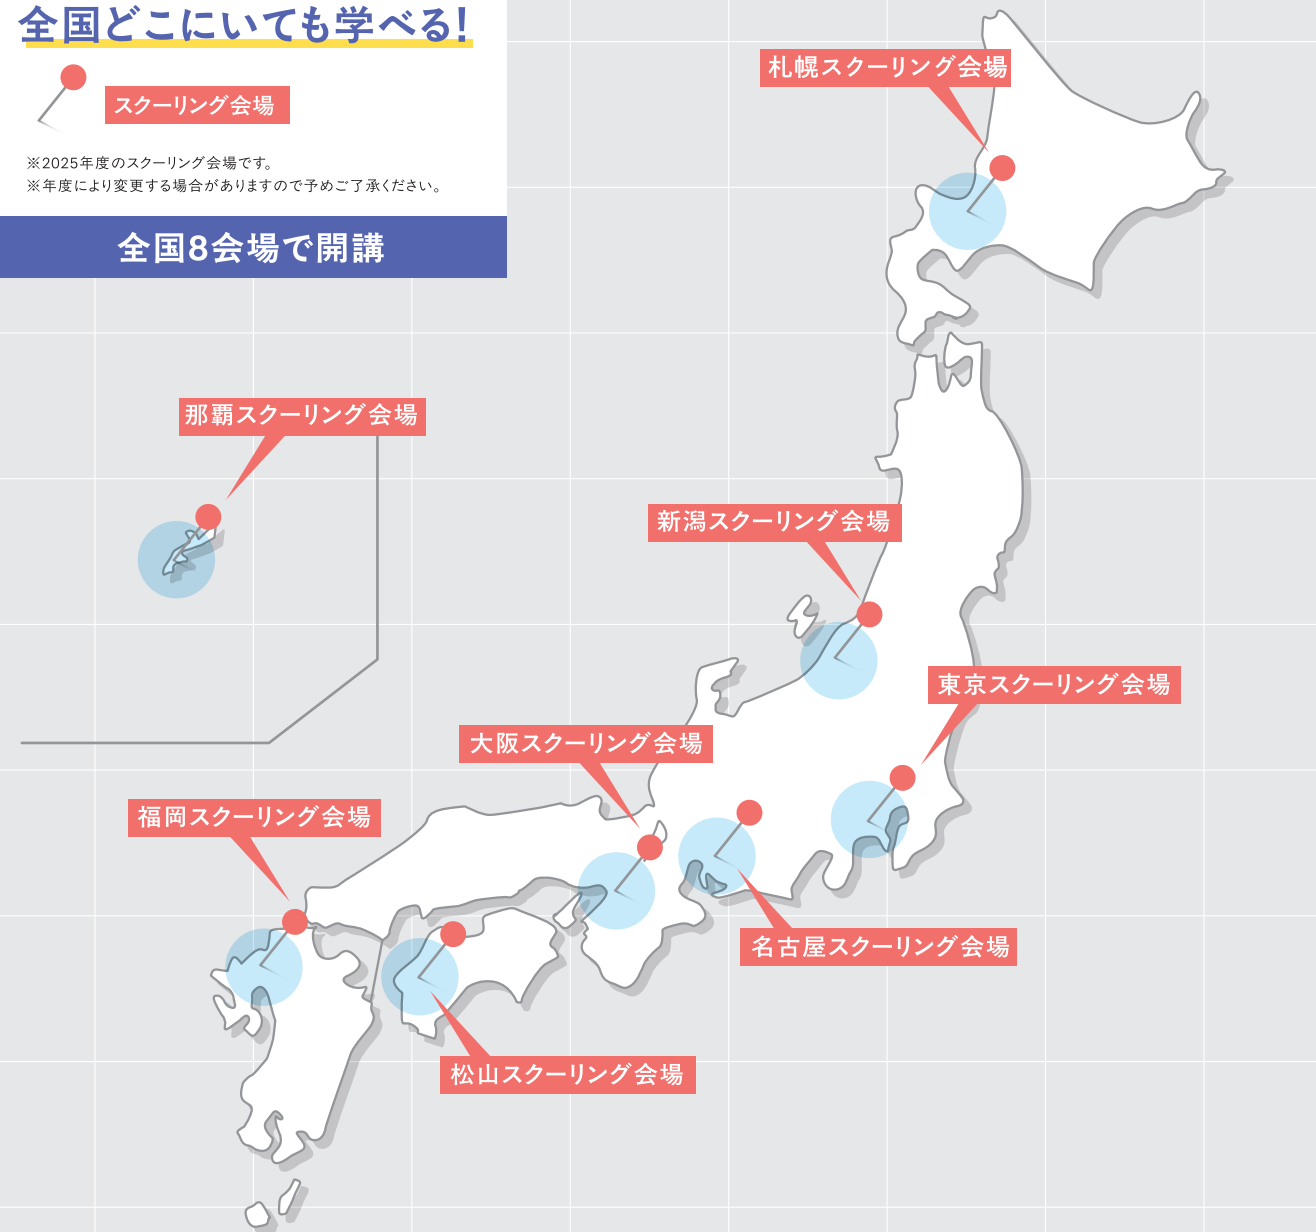 全国どこにいても学べる!
スクーリング会場
※2025年度のスクーリング会場です。
※年度により変更する場合がありますので予めご了承ください。
全国8会場で開講
札幌スクーリング会場
那覇スクーリング会場
新潟スクーリング会場
東京スクーリング会場
大阪スクーリング会場
福岡スクーリング会場
名古屋スクーリング会場
松山スクーリング会場